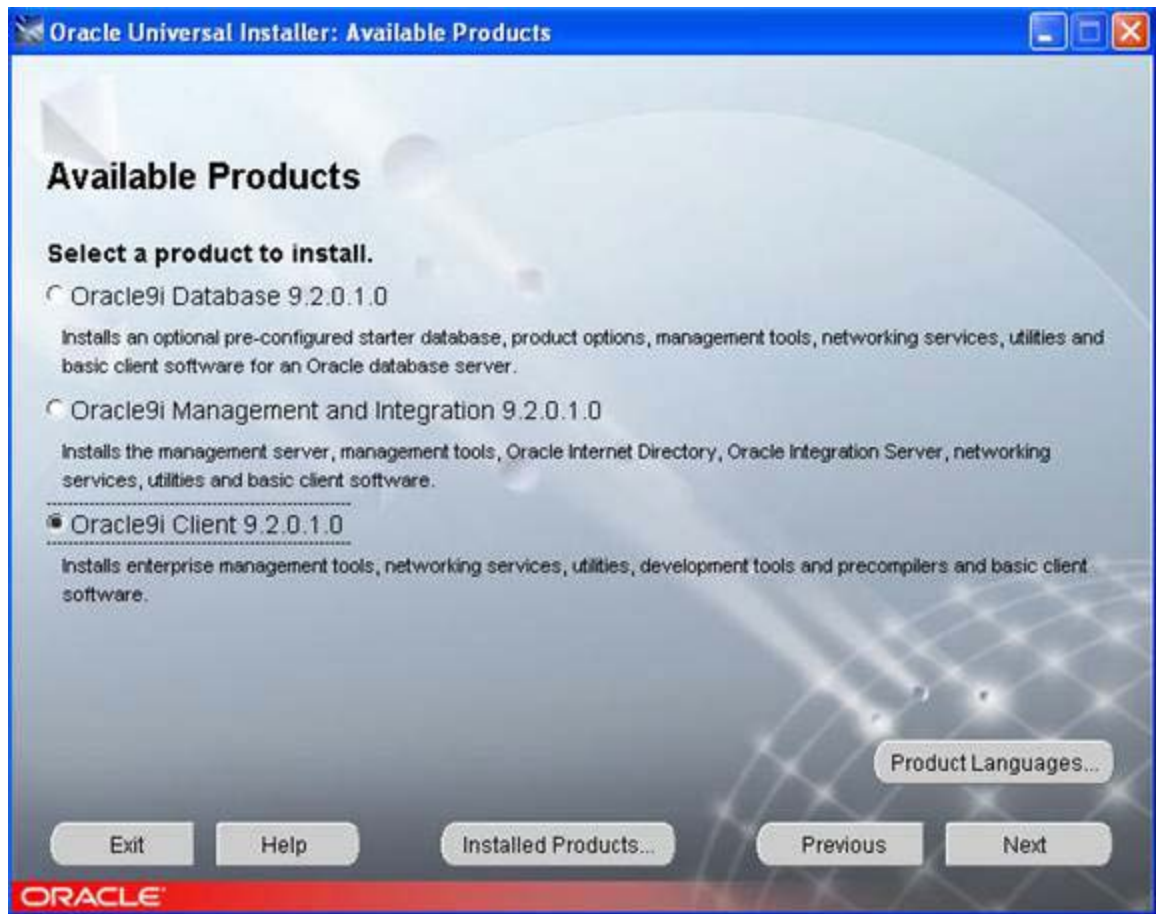 Oracle Universal Installer: Available Products
Available Products
Select a product to install.
Oracle9i Database 9.2.0.1.0
Installs an optional pre-configured starter database, product options, management tools, networking services, utilities and
basic client software for an Oracle database server.
Oracle9i Management and Integration 9.2.0.1.0
Installs the management server, management tools, Oracle Internet Directory, Oracle Integration Server, networking
services, utilities and basic client software.
Oracle9i Client 9.2.0.1.0
Installs enterprise management tools, networking services, utilities, development tools and precompilers and basic client
software.
Product Languages...
Exit Help Installed Products... Previous Next
ORACLE